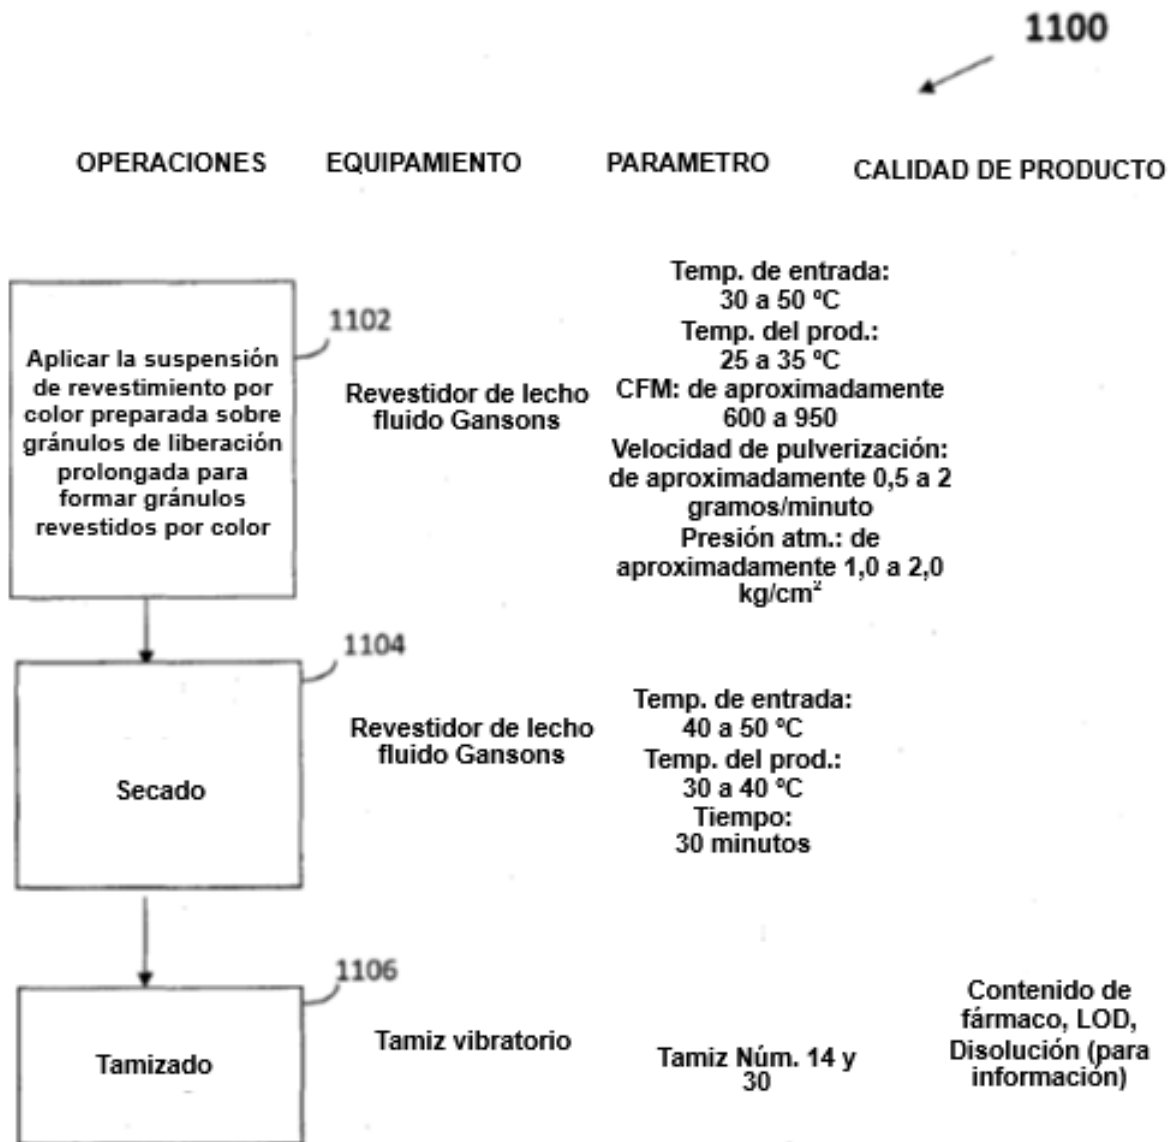 1100
OPERACIONES
EQUIPAMIENTO
PARAMETRO
CALIDAD DE PRODUCTO
1102
Aplicar la suspensión
de revestimiento por
color preparada sobre
gránulos de liberación
prolongada para
formar gránulos
revestidos por color
Revestidor de lecho
fluido Gansons
Temp. de entrada:
30 a 50 ºC
Temp. del prod.:
25 a 35 ºC
CFM: de aproximadamente
600 a 950
Velocidad de pulverización:
de aproximadamente 0,5 a 2
gramos/minuto
Presión atm.: de
aproximadamente 1,0 a 2,0
kg/cm²
1104
Secado
Revestidor de lecho
fluido Gansons
Temp. de entrada:
40 a 50 ºC
Temp. del prod.:
30 a 40 ºC
Tiempo:
30 minutos
1106
Tamizado
Tamiz vibratorio
Tamiz Núm. 14 y
30
Contenido de
fármaco, LOD,
Disolución (para
información)